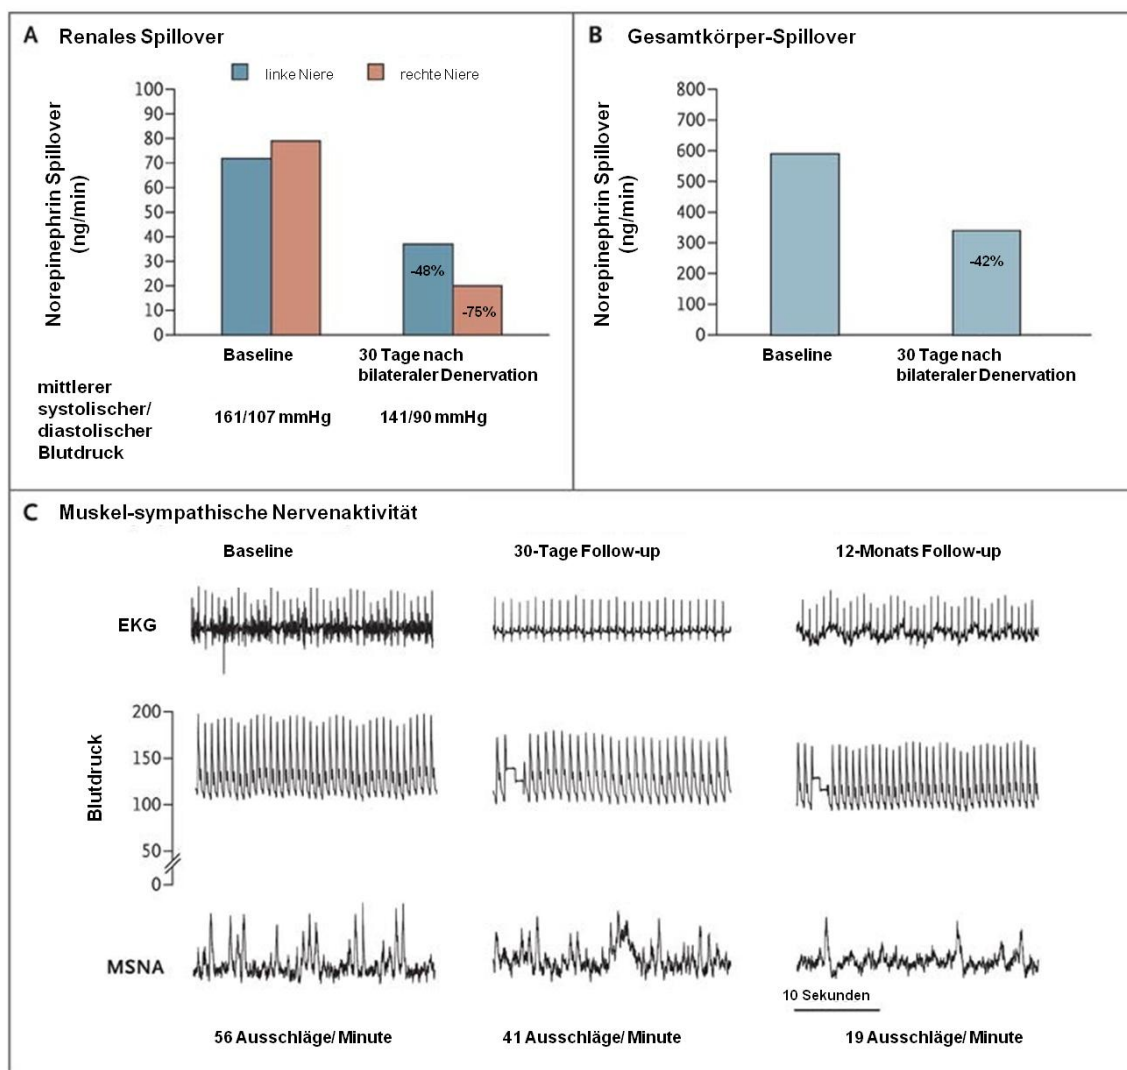 A Renales Spillover
linke Niere rechte Niere
Norepinephrin Spillover
(ng/min)
100
90
80
70
60
50
40
30
20
10
0
-48%
-75%
Baseline
30 Tage nach
bilateraler Denervation
mittlerer
systolischer/
diastolischer
Blutdruck
161/107 mmHg 141/90 mmHg
B Gesamtkörper-Spillover
Norepinephrin Spillover
(ng/min)
800
700
600
500
400
300
200
100
0
-42%
Baseline
30 Tage nach
bilateraler Denervation
C Muskel-sympathische Nervenaktivität
Baseline 30-Tage Follow-up 12-Monats Follow-up
EKG
Blutdruck
200
150
100
50
0
MSNA
10 Sekunden
56 Ausschläge/ Minute 41 Ausschläge/ Minute 19 Ausschläge/ Minute